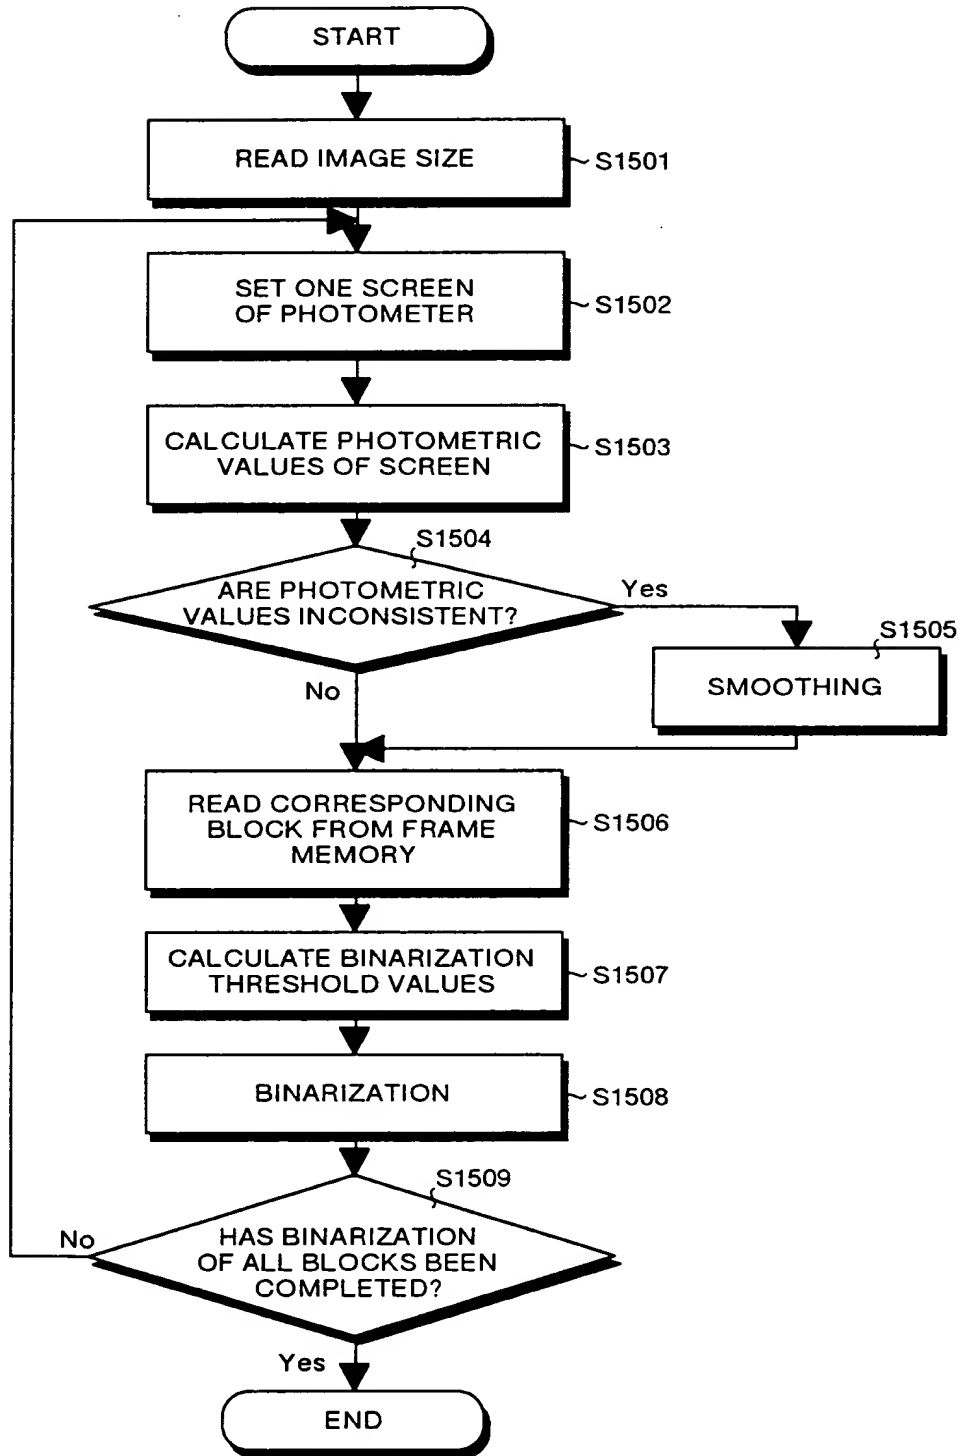 START
READ IMAGE SIZE
S1501
SET ONE SCREEN
OF PHOTOMETER
S1502
CALCULATE PHOTOMETRIC
VALUES OF SCREEN
S1503
S1504
ARE PHOTOMETRIC
VALUES INCONSISTENT?
Yes
No
S1505
SMOOTHING
READ CORRESPONDING
BLOCK FROM FRAME
MEMORY
S1506
CALCULATE BINARIZATION
THRESHOLD VALUES
S1507
BINARIZATION
S1508
S1509
HAS BINARIZATION
OF ALL BLOCKS BEEN
COMPLETED?
No
Yes
END